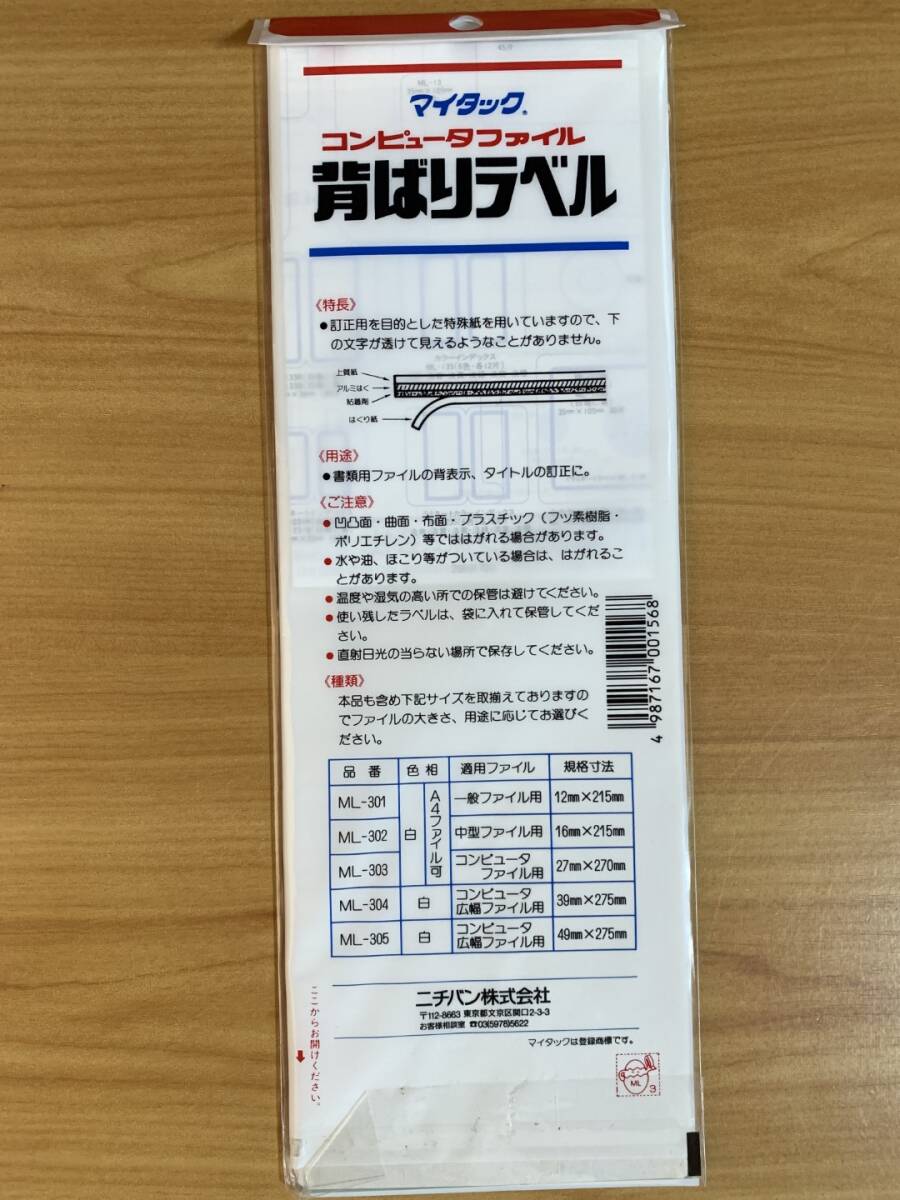 マイタック®
コンピュータファイル
背ばりラベル
《特長》
●訂正用を目的とした特殊紙を用いていますので、下
の文字が透けて見えるようなことがありません。
上質紙
アルミはく
粘着剤
はくり紙
《用途》
●書類用ファイルの背表示、タイトルの訂正に。
《ご注意》
●凹凸面・曲面・布面・プラスチック(フッ素樹脂・
ポリエチレン)等でははがれる場合があります。
●水や油、ほこり等がついている場合は、はがれるこ
とがあります。
●温度や湿気の高い所での保管は避けてください。
●使い残したラベルは、袋に入れて保管してくだ
さい。
●直射日光の当らない場所で保存してください。
4 987167 001568
《種類》
本品も含め下記サイズを取揃えておりますの
でファイルの大きさ、用途に応じてお選びく
ださい。
品番 色相 適用ファイル 規格寸法
ML-301 白 A4ファイル可 一般ファイル用 12mm×215mm
ML-302 中型ファイル用 16mm×215mm
ML-303 コンピュータ
ファイル用 27mm×270mm
ML-304 白 コンピュータ
広幅ファイル用 39mm×275mm
ML-305 白 コンピュータ
広幅ファイル用 49mm×275mm
ニチバン株式会社
〒112-8663 東京都文京区関口2-3-3
お客様相談室 ☎03(5978)5622
マイタックは登録商標です。
ここからお開けください。
ML
3